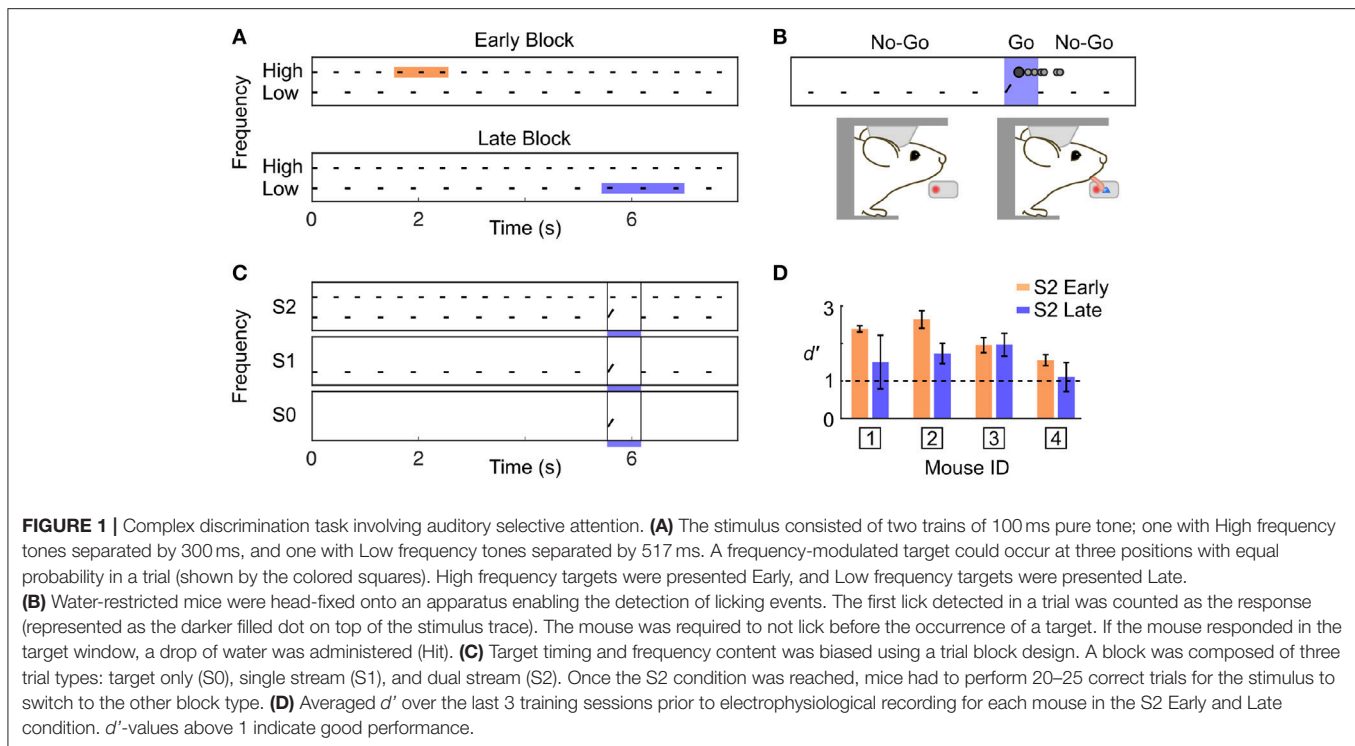 A
Early Block
High
Low
Frequency
Late Block
High
Low
0 2 6
Time (s)
B
No-Go Go No-Go
C
S2
S1
S0
Frequency
0 2 6
Time (s)
D
S2 Early
S2 Late
3
d'
1
0
1 2 3 4
Mouse ID
FIGURE 1 | Complex discrimination task involving auditory selective attention. (A) The stimulus consisted of two trains of 100 ms pure tone; one with High frequency
tones separated by 300 ms, and one with Low frequency tones separated by 517 ms. A frequency-modulated target could occur at three positions with equal
probability in a trial (shown by the colored squares). High frequency targets were presented Early, and Low frequency targets were presented Late.
(B) Water-restricted mice were head-fixed onto an apparatus enabling the detection of licking events. The first lick detected in a trial was counted as the response
(represented as the darker filled dot on top of the stimulus trace). The mouse was required to not lick before the occurrence of a target. If the mouse responded in the
target window, a drop of water was administered (Hit). (C) Target timing and frequency content was biased using a trial block design. A block was composed of three
trial types: target only (S0), single stream (S1), and dual stream (S2). Once the S2 condition was reached, mice had to perform 20–25 correct trials for the stimulus to
switch to the other block type. (D) Averaged d' over the last 3 training sessions prior to electrophysiological recording for each mouse in the S2 Early and Late
condition. d'-values above 1 indicate good performance.